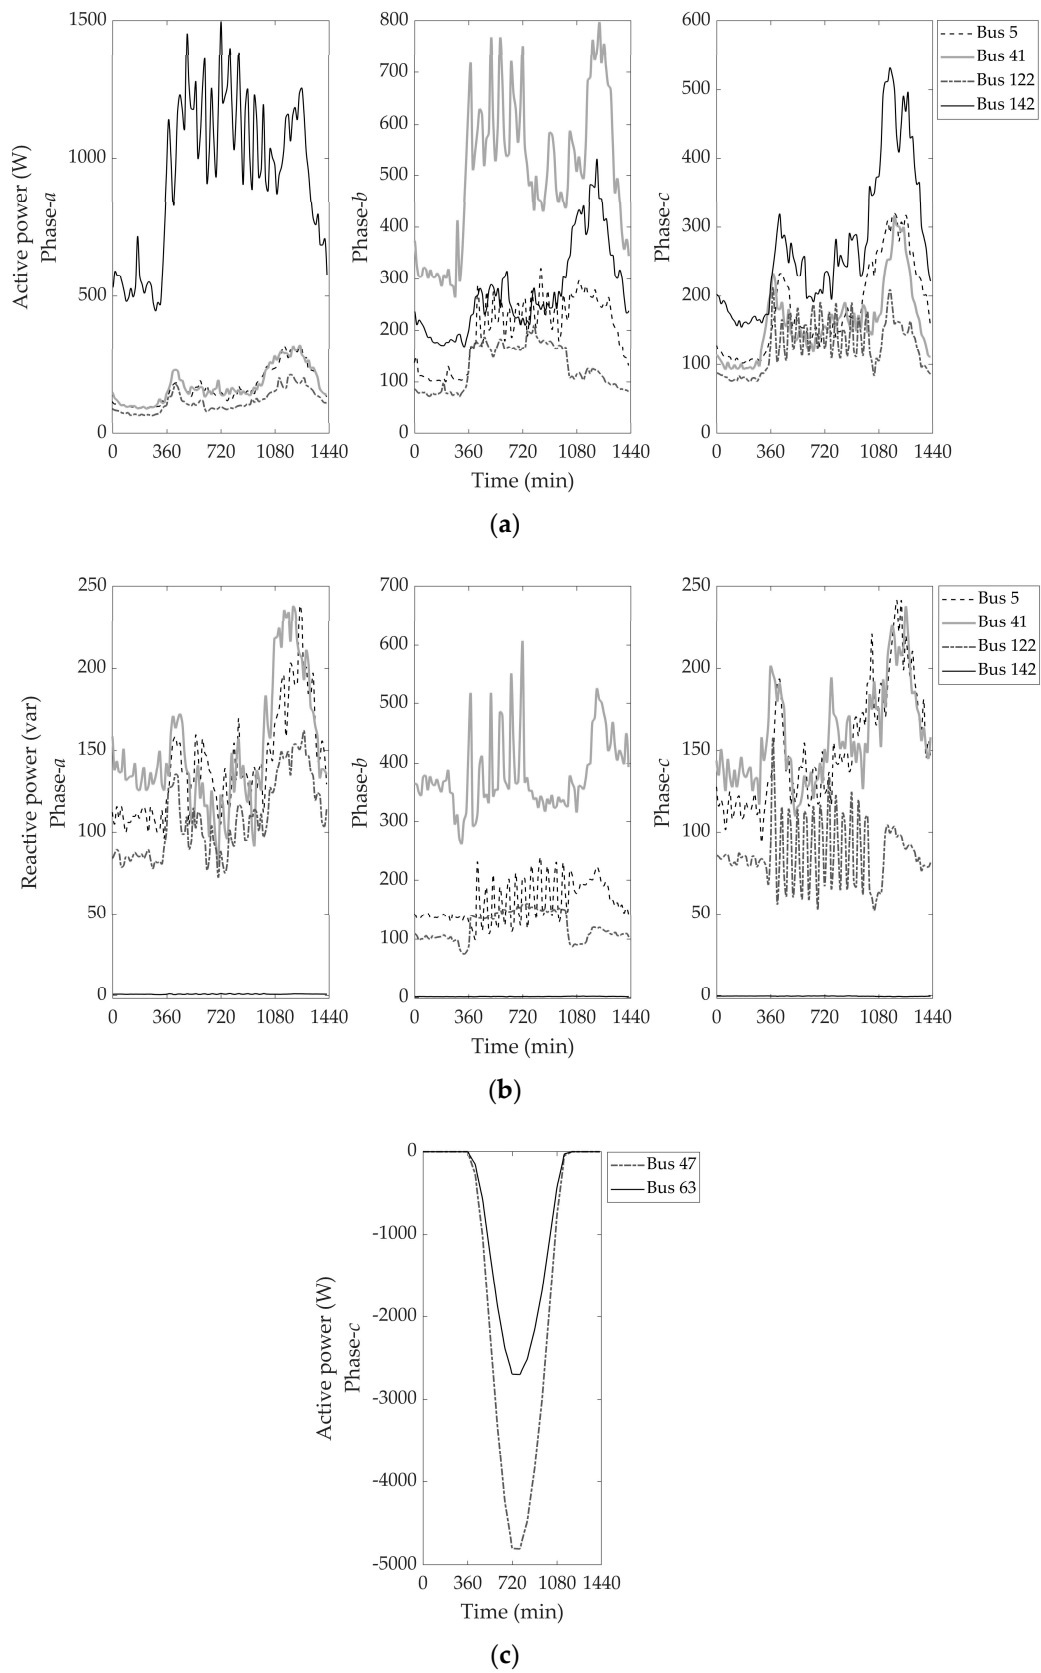 Active power (W)
Phase-a
1500
1000
500
0
0 360 720 1080 1440
Phase-b
800
700
600
500
400
300
200
100
0
0 360 720 1080 1440
Time (min)
Phase-c
600
500
400
300
200
100
0
0 360 720 1080 1440
Bus 5
Bus 41
Bus 122
Bus 142
(a)
Reactive power (var)
Phase-a
250
200
150
100
50
0
0 360 720 1080 1440
Phase-b
700
600
500
400
300
200
100
0
0 360 720 1080 1440
Time (min)
Phase-c
250
200
150
100
50
0
0 360 720 1080 1440
Bus 5
Bus 41
Bus 122
Bus 142
(b)
Active power (W)
Phase-c
0
-1000
-2000
-3000
-4000
-5000
0 360 720 1080 1440
Time (min)
Bus 47
Bus 63
(c)